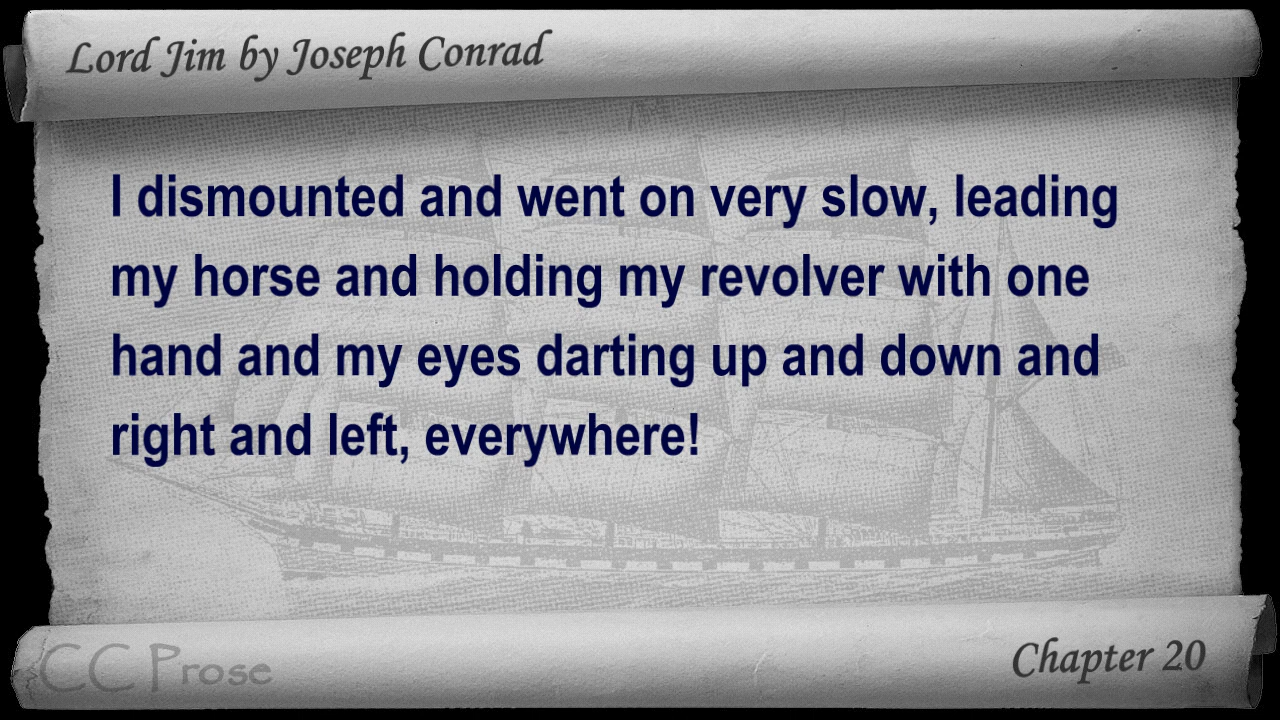 Lord Jim by Joseph Conrad
I dismounted and went on very slow, leading
my horse and holding my revolver with one
hand and my eyes darting up and down and
right and left, everywhere!
CC Prose
Chapter 20